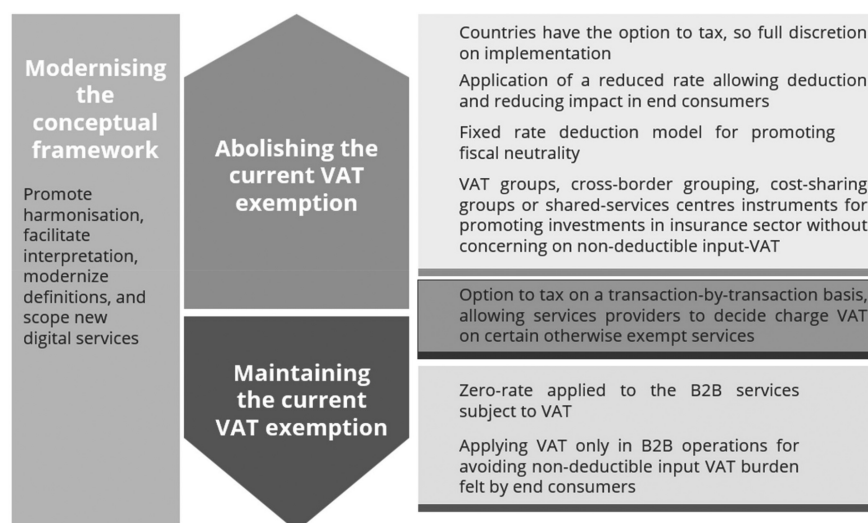 Modernising
the
conceptual
framework
Promote
harmonisation,
facilitate
interpretation,
modernize
definitions, and
scope new
digital services
Abolishing the
current VAT
exemption
Maintaining
the current
VAT exemption
Countries have the option to tax, so full discretion
on implementation
Application of a reduced rate allowing deduction
and reducing impact in end consumers
Fixed rate deduction model for promoting
fiscal neutrality
VAT groups, cross-border grouping, cost-sharing
groups or shared-services centres instruments for
promoting investments in insurance sector without
concerning on non-deductible input-VAT
Option to tax on a transaction-by-transaction basis,
allowing services providers to decide charge VAT
on certain otherwise exempt services
Zero-rate applied to the B2B services
subject to VAT
Applying VAT only in B2B operations for
avoiding non-deductible input VAT burden
felt by end consumers